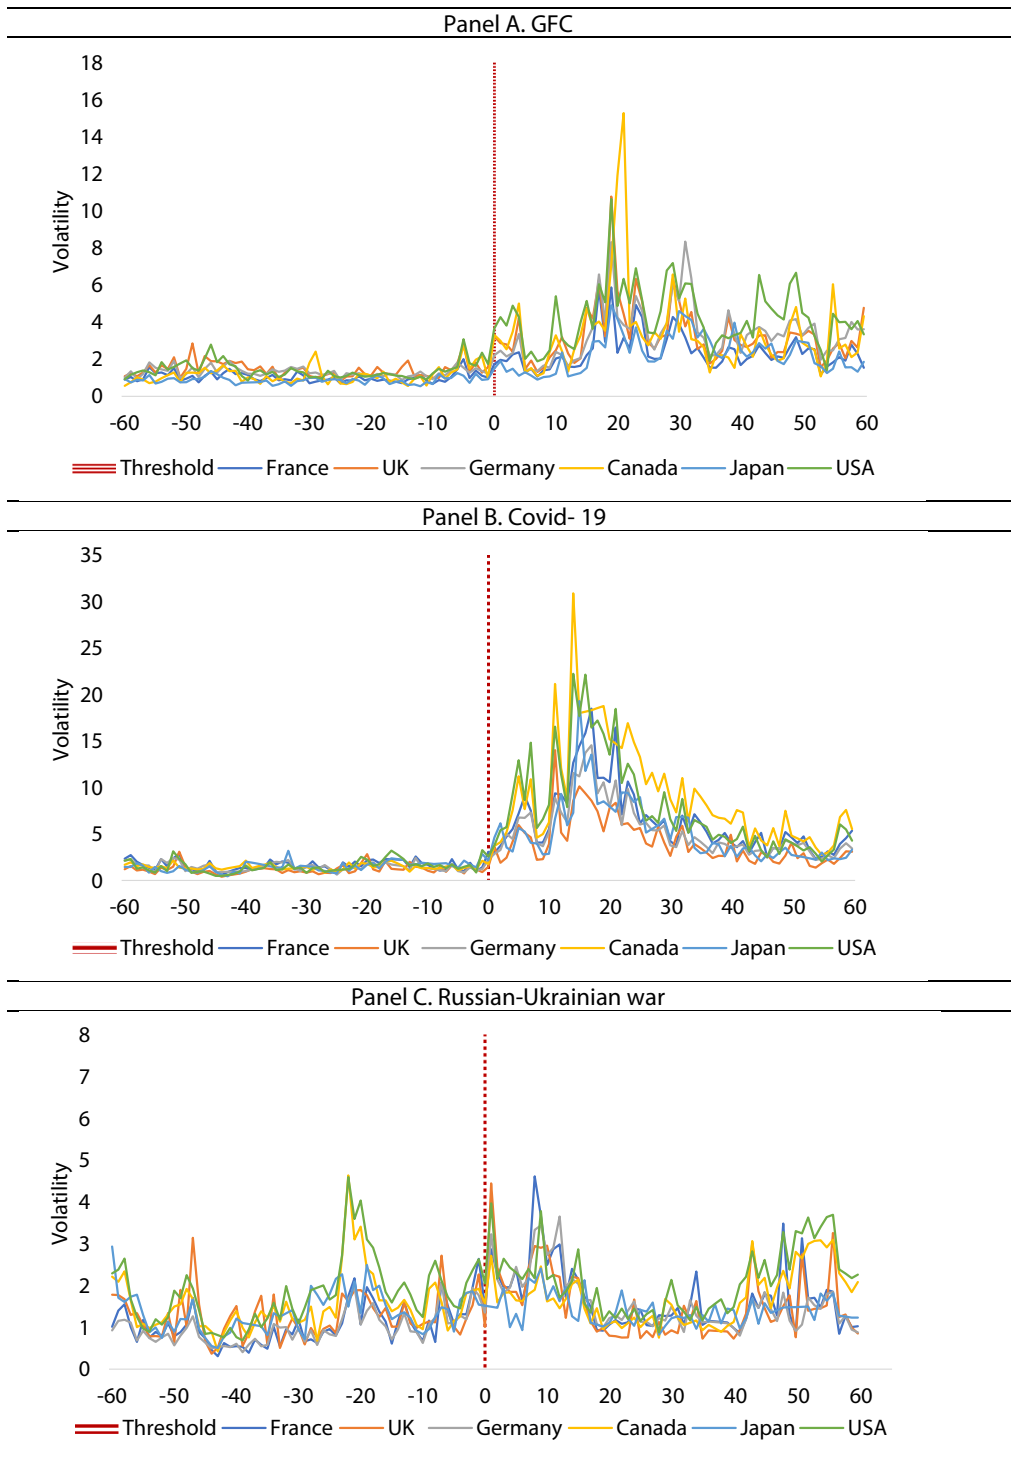 Panel A. GFC
18
16
14
12
10
8
6
4
2
0
Volatility
-60 -50 -40 -30 -20 -10 0 10 20 30 40 50 60
Threshold France UK Germany Canada Japan USA
Panel B. Covid- 19
35
30
25
20
15
10
5
0
Volatility
-60 -50 -40 -30 -20 -10 0 10 20 30 40 50 60
Threshold France UK Germany Canada Japan USA
Panel C. Russian-Ukrainian war
8
7
6
5
4
3
2
1
0
Volatility
-60 -50 -40 -30 -20 -10 0 10 20 30 40 50 60
Threshold France UK Germany Canada Japan USA